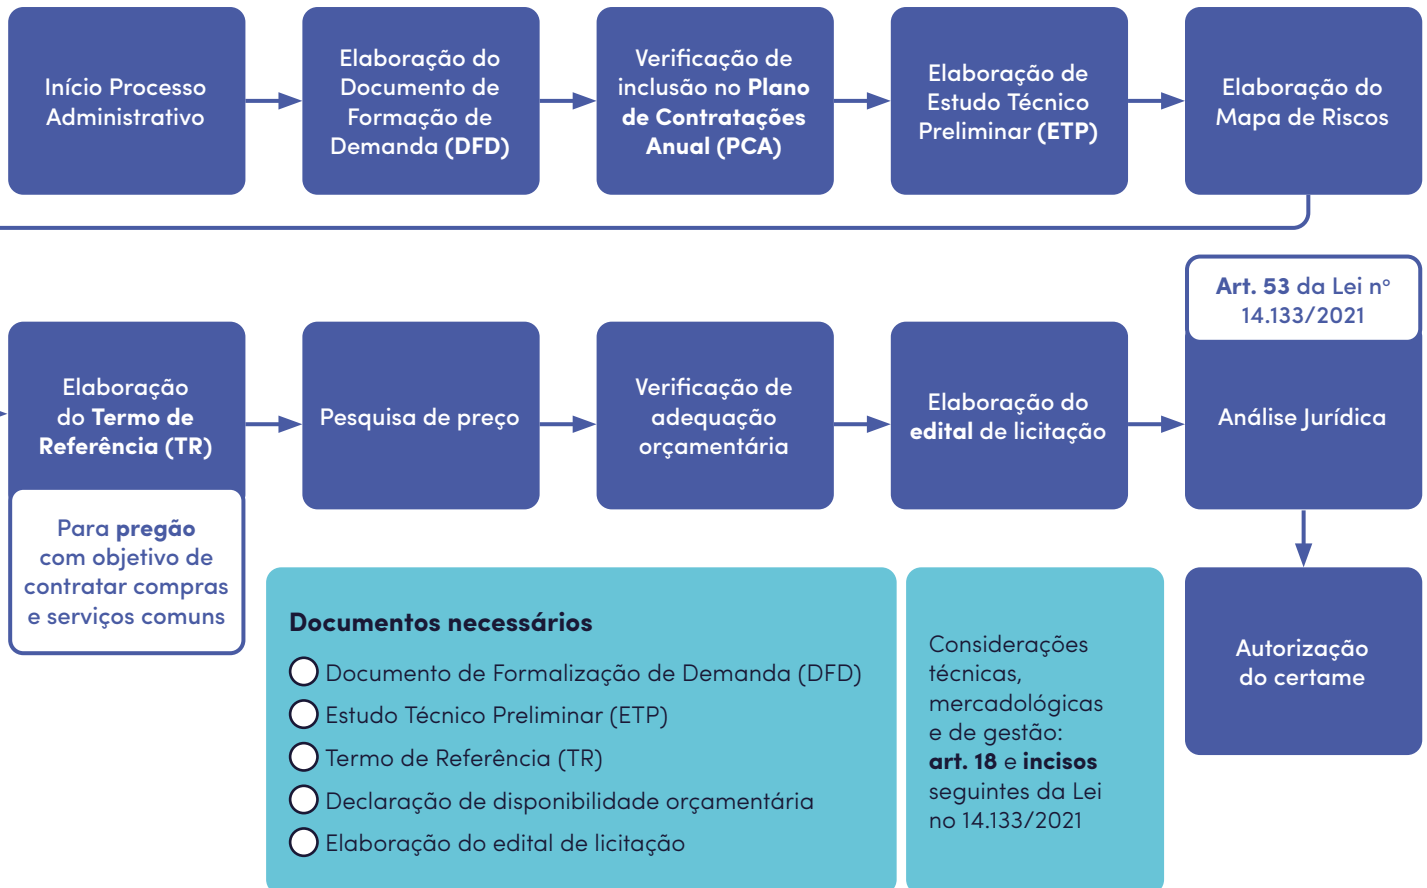 Início Processo
Administrativo
Elaboração do
Documento de
Formação de
Demanda (DFD)
Verificação de
inclusão no Plano
de Contratações
Anual (PCA)
Elaboração de
Estudo Técnico
Preliminar (ETP)
Elaboração do
Mapa de Riscos
Elaboração
do Termo de
Referência (TR)
Para pregão
com objetivo de
contratar compras
e serviços comuns
Pesquisa de preço
Verificação de
adequação
orçamentária
Elaboração do
edital de licitação
Art. 53 da Lei nº
14.133/2021
Análise Jurídica
Autorização
do certame
Documentos necessários
Documento de Formalização de Demanda (DFD)
Estudo Técnico Preliminar (ETP)
Termo de Referência (TR)
Declaração de disponibilidade orçamentária
Elaboração do edital de licitação
Considerações
técnicas,
mercadológicas
e de gestão:
art. 18 e incisos
seguintes da Lei
no 14.133/2021